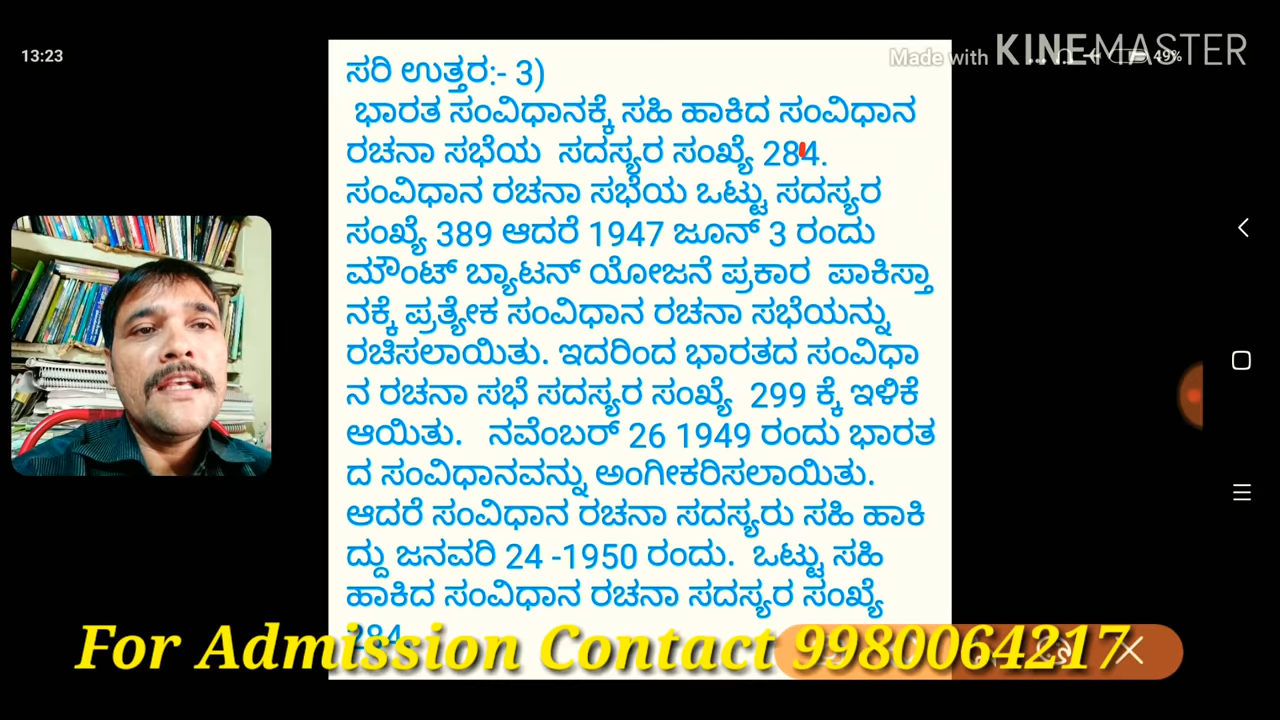 13:23
Made with KINEMASTER
49%
ಸರಿ ಉತ್ತರ:- 3)
ಭಾರತ ಸಂವಿಧಾನಕ್ಕೆ ಸಹಿ ಹಾಕಿದ ಸಂವಿಧಾನ
ರಚನಾ ಸಭೆಯ ಸದಸ್ಯರ ಸಂಖ್ಯೆ 284.
ಸಂವಿಧಾನ ರಚನಾ ಸಭೆಯ ಒಟ್ಟು ಸದಸ್ಯರ
ಸಂಖ್ಯೆ 389 ಆದರೆ 1947 ಜೂನ್ 3 ರಂದು
ಮೌಂಟ್ ಬ್ಯಾಟನ್ ಯೋಜನೆ ಪ್ರಕಾರ ಪಾಕಿಸ್ತಾ
ನಕ್ಕೆ ಪ್ರತ್ಯೇಕ ಸಂವಿಧಾನ ರಚನಾ ಸಭೆಯನ್ನು
ರಚಿಸಲಾಯಿತು. ಇದರಿಂದ ಭಾರತದ ಸಂವಿಧಾ
ನ ರಚನಾ ಸಭೆ ಸದಸ್ಯರ ಸಂಖ್ಯೆ 299 ಕ್ಕೆ ಇಳಿಕೆ
ಆಯಿತು. ನವೆಂಬರ್ 26 1949 ರಂದು ಭಾರತ
ದ ಸಂವಿಧಾನವನ್ನು ಅಂಗೀಕರಿಸಲಾಯಿತು.
ಆದರೆ ಸಂವಿಧಾನ ರಚನಾ ಸದಸ್ಯರು ಸಹಿ ಹಾಕಿ
ದ್ದು ಜನವರಿ 24 -1950 ರಂದು. ಒಟ್ಟು ಸಹಿ
ಹಾಕಿದ ಸಂವಿಧಾನ ರಚನಾ ಸದಸ್ಯರ ಸಂಖ್ಯೆ
284
For Admission Contact 9980064217